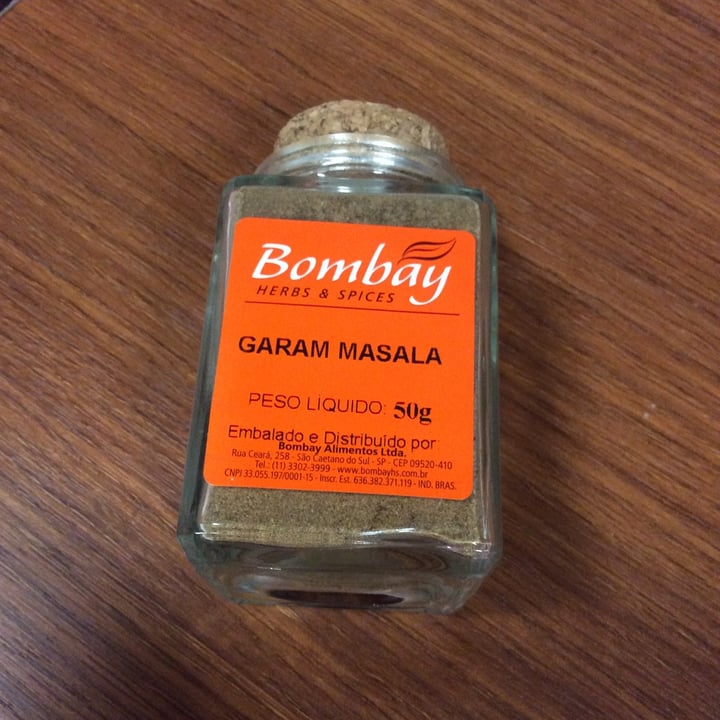 Bombay
HERBS & SPICES
GARAM MASALA
PESO LÍQUIDO: 50g
Embalado e Distribuído por:
Bombay Alimentos Ltda.
Rua Ceará, 258 - São Caetano do Sul - SP - CEP 09520-410
Tel.: (11) 3302-3999 - www.bombayhs.com.br
CNPJ 33.055.197/0001-15 - Inscr. Est. 636.382.371.119 - IND. BRAS.